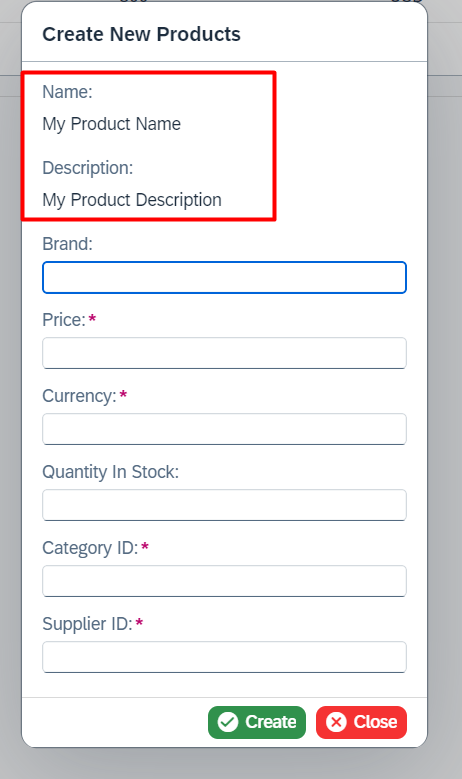 Create New Products
Name:
My Product Name
Description:
My Product Description
Brand:
Price:*
Currency:*
Quantity In Stock:
Category ID:*
Supplier ID:*
Create Close